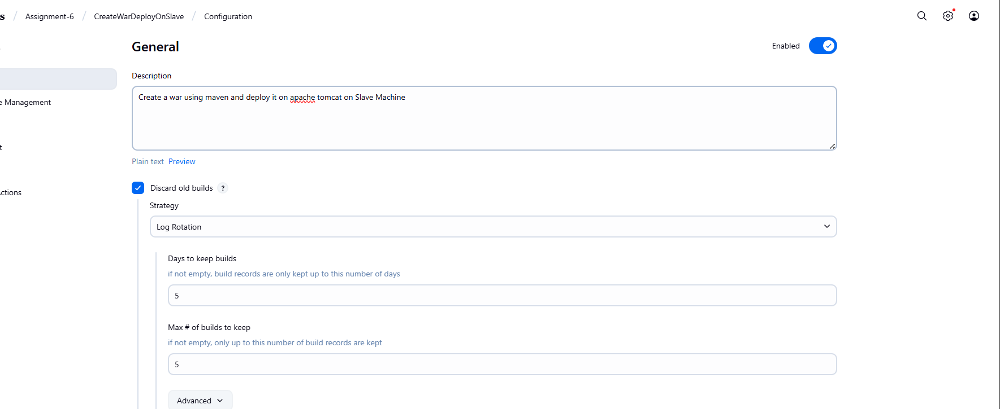 s / Assignment-6 / CreateWarDeployOnSlave / Configuration
General
Enabled
Description
Create a war using maven and deploy it on apache tomcat on Slave Machine
Plain text Preview
Discard old builds ?
Strategy
Log Rotation
Days to keep builds
if not empty, build records are only kept up to this number of days
5
Max # of builds to keep
if not empty, only up to this number of build records are kept
5
Advanced
e Management
t
ctions